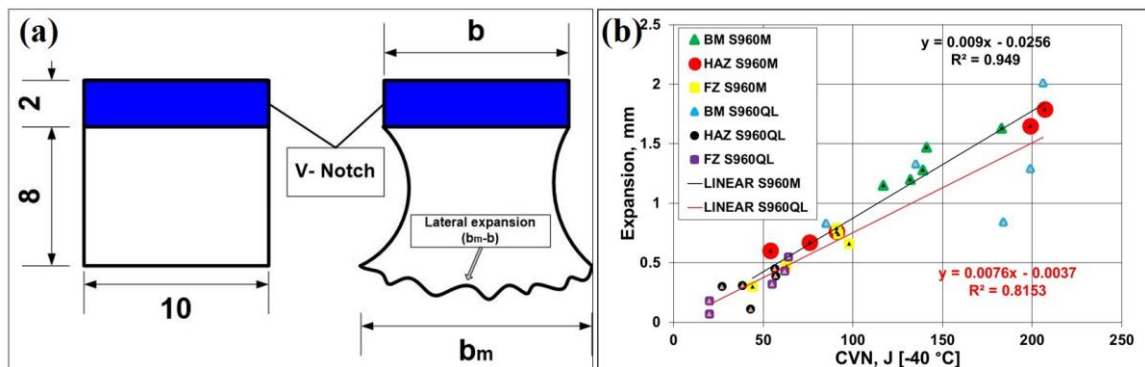 (a)
b
2
8
V- Notch
Lateral expansion
(bm-b)
10
bm
(b)
2.5
2
1.5
1
0.5
0
Expansion, mm
BM S960M
HAZ S960M
FZ S960M
BM S960QL
HAZ S960QL
FZ S960QL
LINEAR S960M
LINEAR S960QL
y = 0.009x - 0.0256
R² = 0.949
y = 0.0076x - 0.0037
R² = 0.8153
0 50 100 150 200 250
CVN, J [-40 °C]